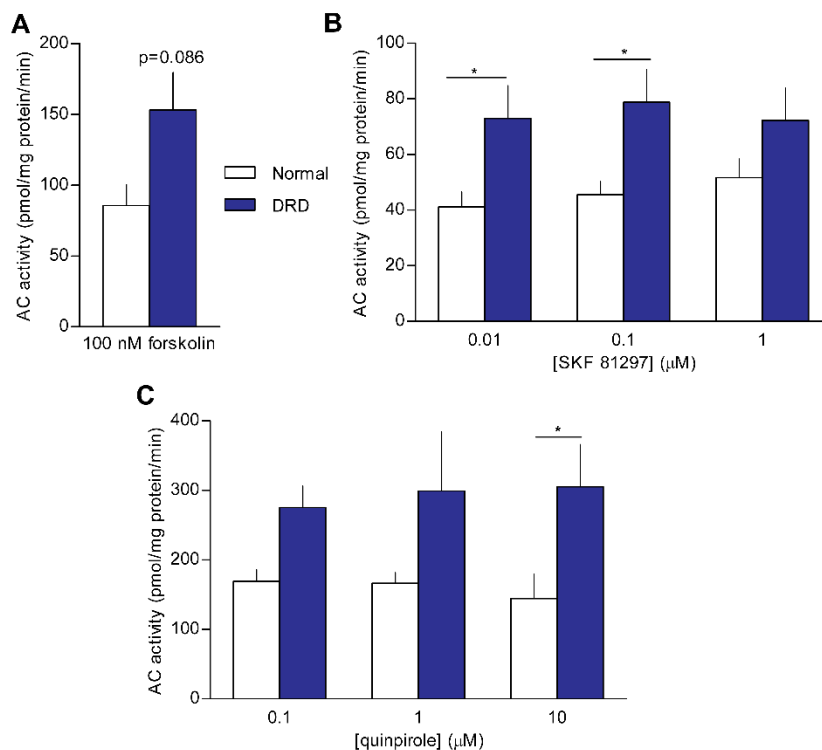 A
AC activity (pmol/mg protein/min)
200
150
100
50
0
p=0.086
100 nM forskolin
Normal
DRD
B
AC activity (pmol/mg protein/min)
100
80
60
40
20
0
*
*
0.01 0.1 1
[SKF 81297] (μM)
C
AC activity (pmol/mg protein/min)
400
300
200
100
0
*
0.1 1 10
[quinpirole] (μM)